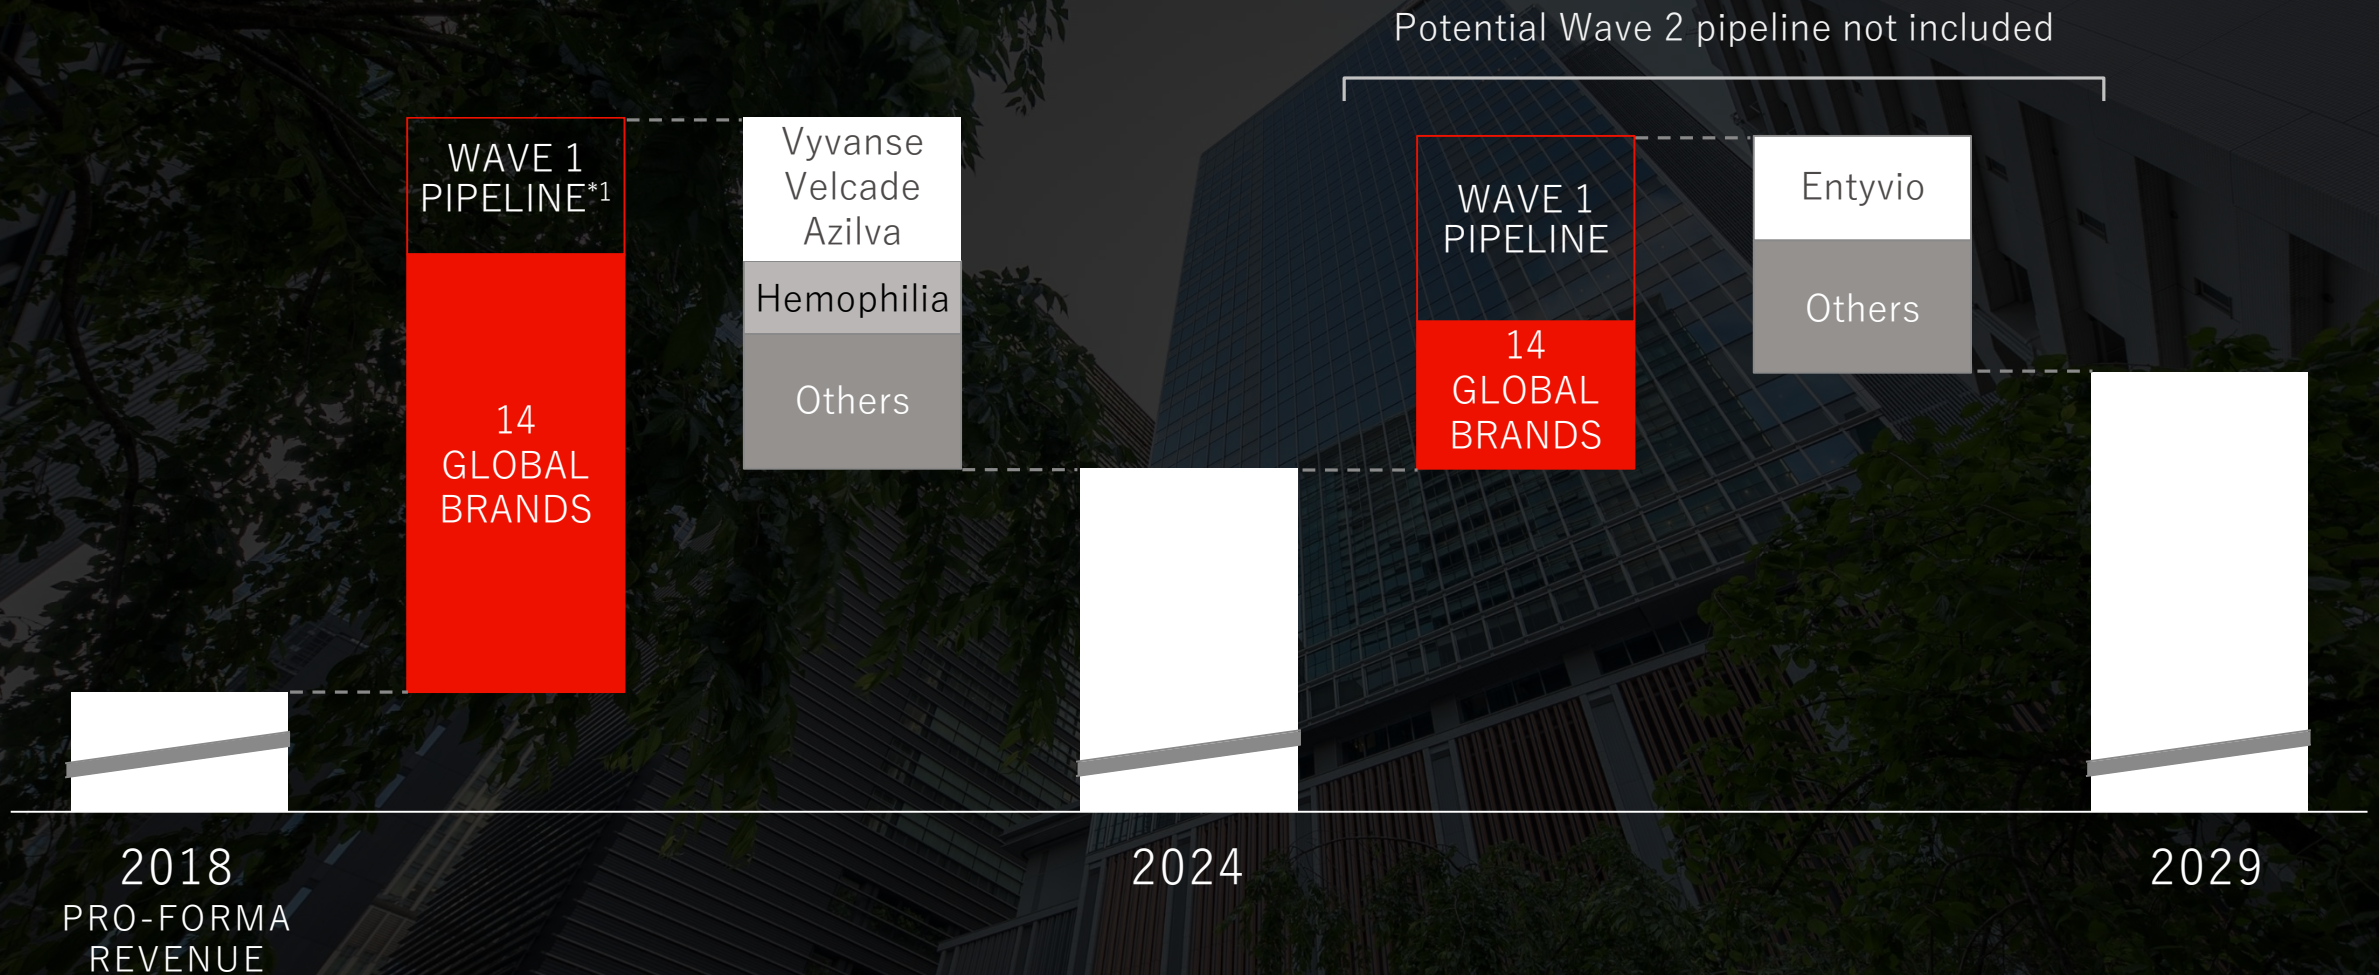 Potential Wave 2 pipeline not included
WAVE 1
PIPELINE*1
14
GLOBAL
BRANDS
Vyvanse
Velcade
Azilva
Hemophilia
Others
WAVE 1
PIPELINE
14
GLOBAL
BRANDS
Entyvio
Others
2018
PRO-FORMA
REVENUE
2024
2029